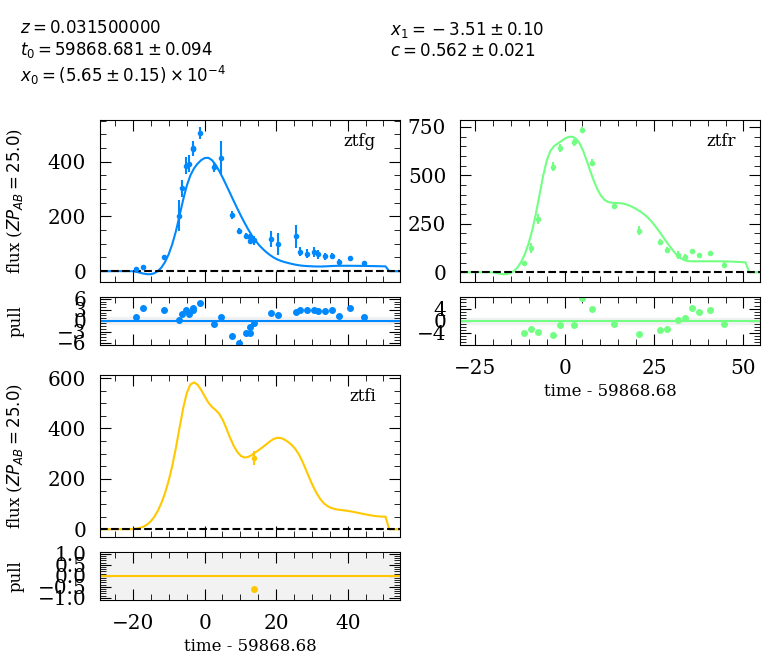 z = 0.031500000
t₀ = 59868.681 ± 0.094
x₀ = (5.65 ± 0.15) × 10⁻⁴
x₁ = −3.51 ± 0.10
c = 0.562 ± 0.021
ztfg
flux (ZP_AB = 25.0)
400
200
0
pull
6
3
0
−3
−6
ztfr
750
500
250
0
4
0
−4
−25 0 25 50
time - 59868.68
ztfi
flux (ZP_AB = 25.0)
600
400
200
0
pull
1.0
0.5
0.0
−0.5
−1.0
−20 0 20 40
time - 59868.68